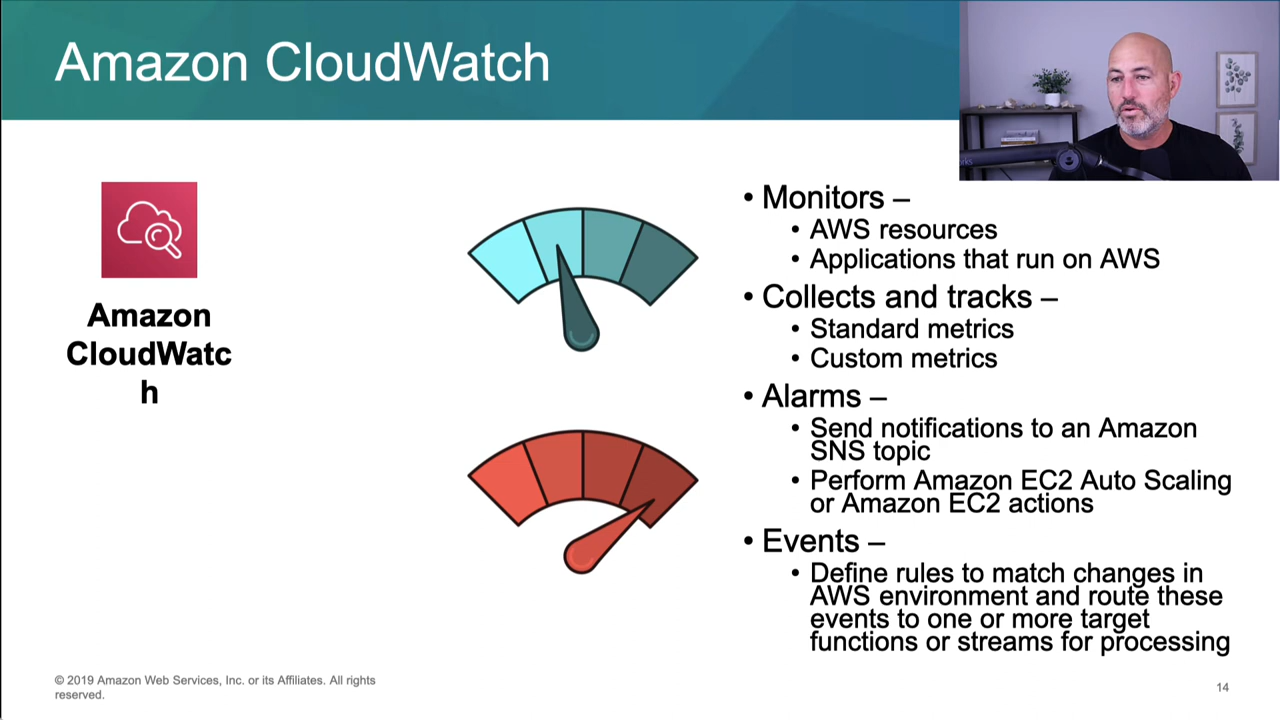 Amazon CloudWatch
Amazon
CloudWatc
h
• Monitors –
• AWS resources
• Applications that run on AWS
• Collects and tracks –
• Standard metrics
• Custom metrics
• Alarms –
• Send notifications to an Amazon
SNS topic
• Perform Amazon EC2 Auto Scaling
or Amazon EC2 actions
• Events –
• Define rules to match changes in
AWS environment and route these
events to one or more target
functions or streams for processing
© 2019 Amazon Web Services, Inc. or its Affiliates. All rights
reserved.
14